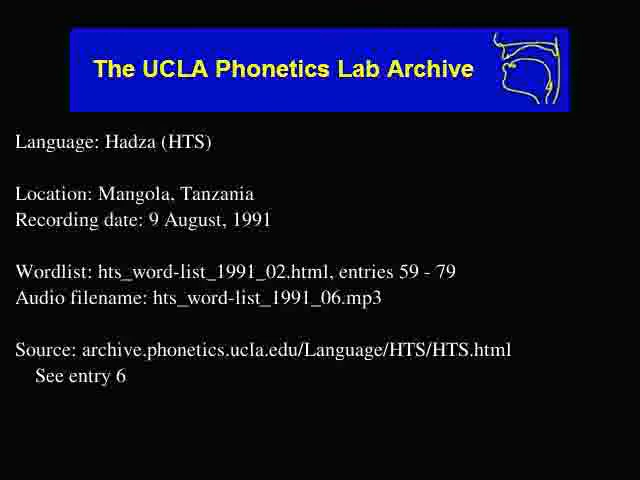 The UCLA Phonetics Lab Archive
Language: Hadza (HTS)
Location: Mangola, Tanzania
Recording date: 9 August, 1991
Wordlist: hts_word-list_1991_02.html, entries 59 - 79
Audio filename: hts_word-list_1991_06.mp3
Source: archive.phonetics.ucla.edu/Language/HTS/HTS.html
See entry 6